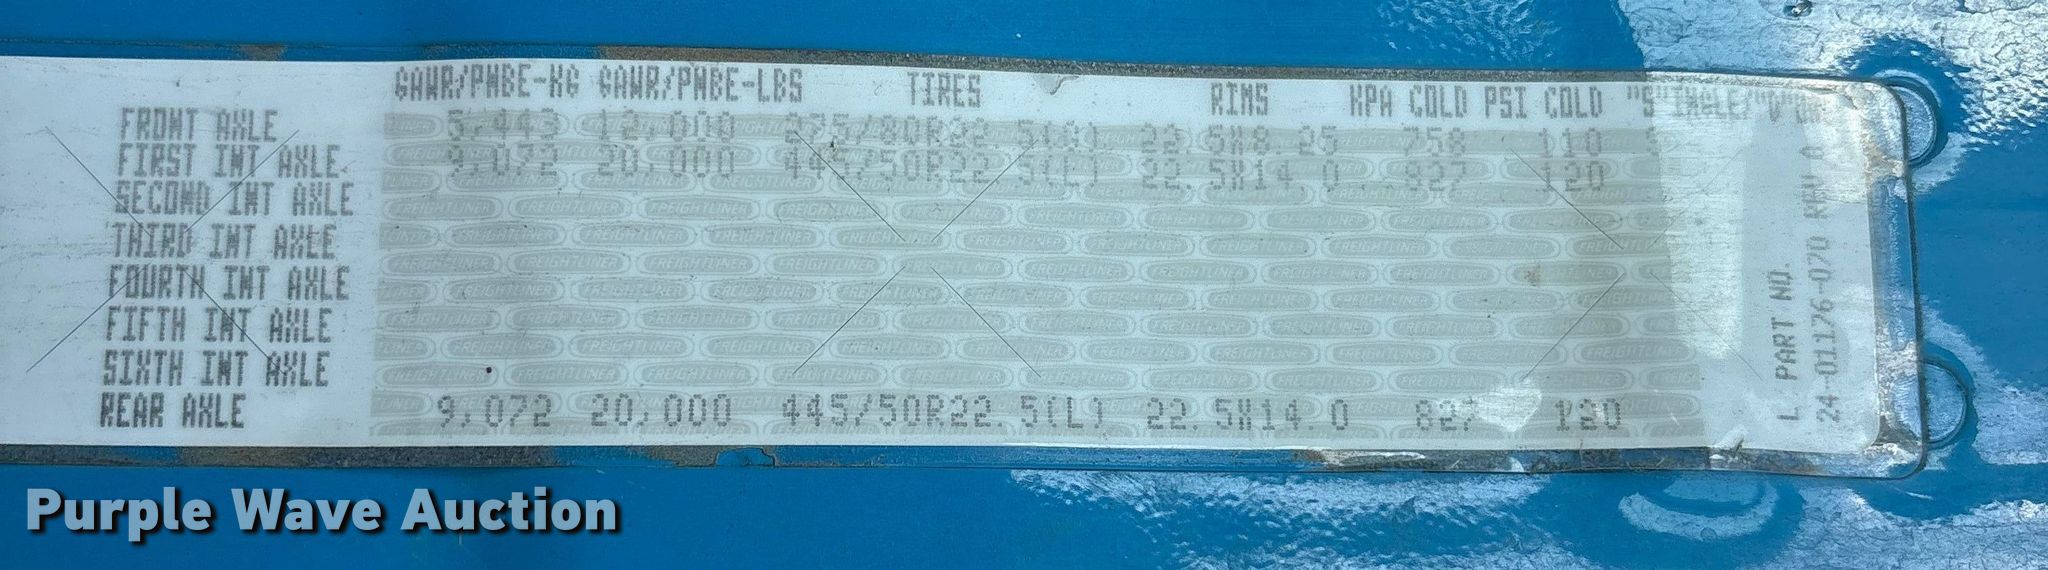 GAWR/PNBE-KG GAWR/PNBE-LBS TIRES RIMS KPA COLD PSI COLD
FRONT AXLE 5,443 12,000 275/80R22.5(G) 22.5X8.25 758 110
FIRST INT AXLE 9,072 20,000 445/50R22.5(L) 22.5X14.0 827 120
SECOND INT AXLE
THIRD INT AXLE
FOURTH INT AXLE
FIFTH INT AXLE
SIXTH INT AXLE
REAR AXLE 9,072 20,000 445/50R22.5(L) 22.5X14.0 827 120
L PART NO.
24-01176-070
FREIGHTLINER
Purple Wave Auction